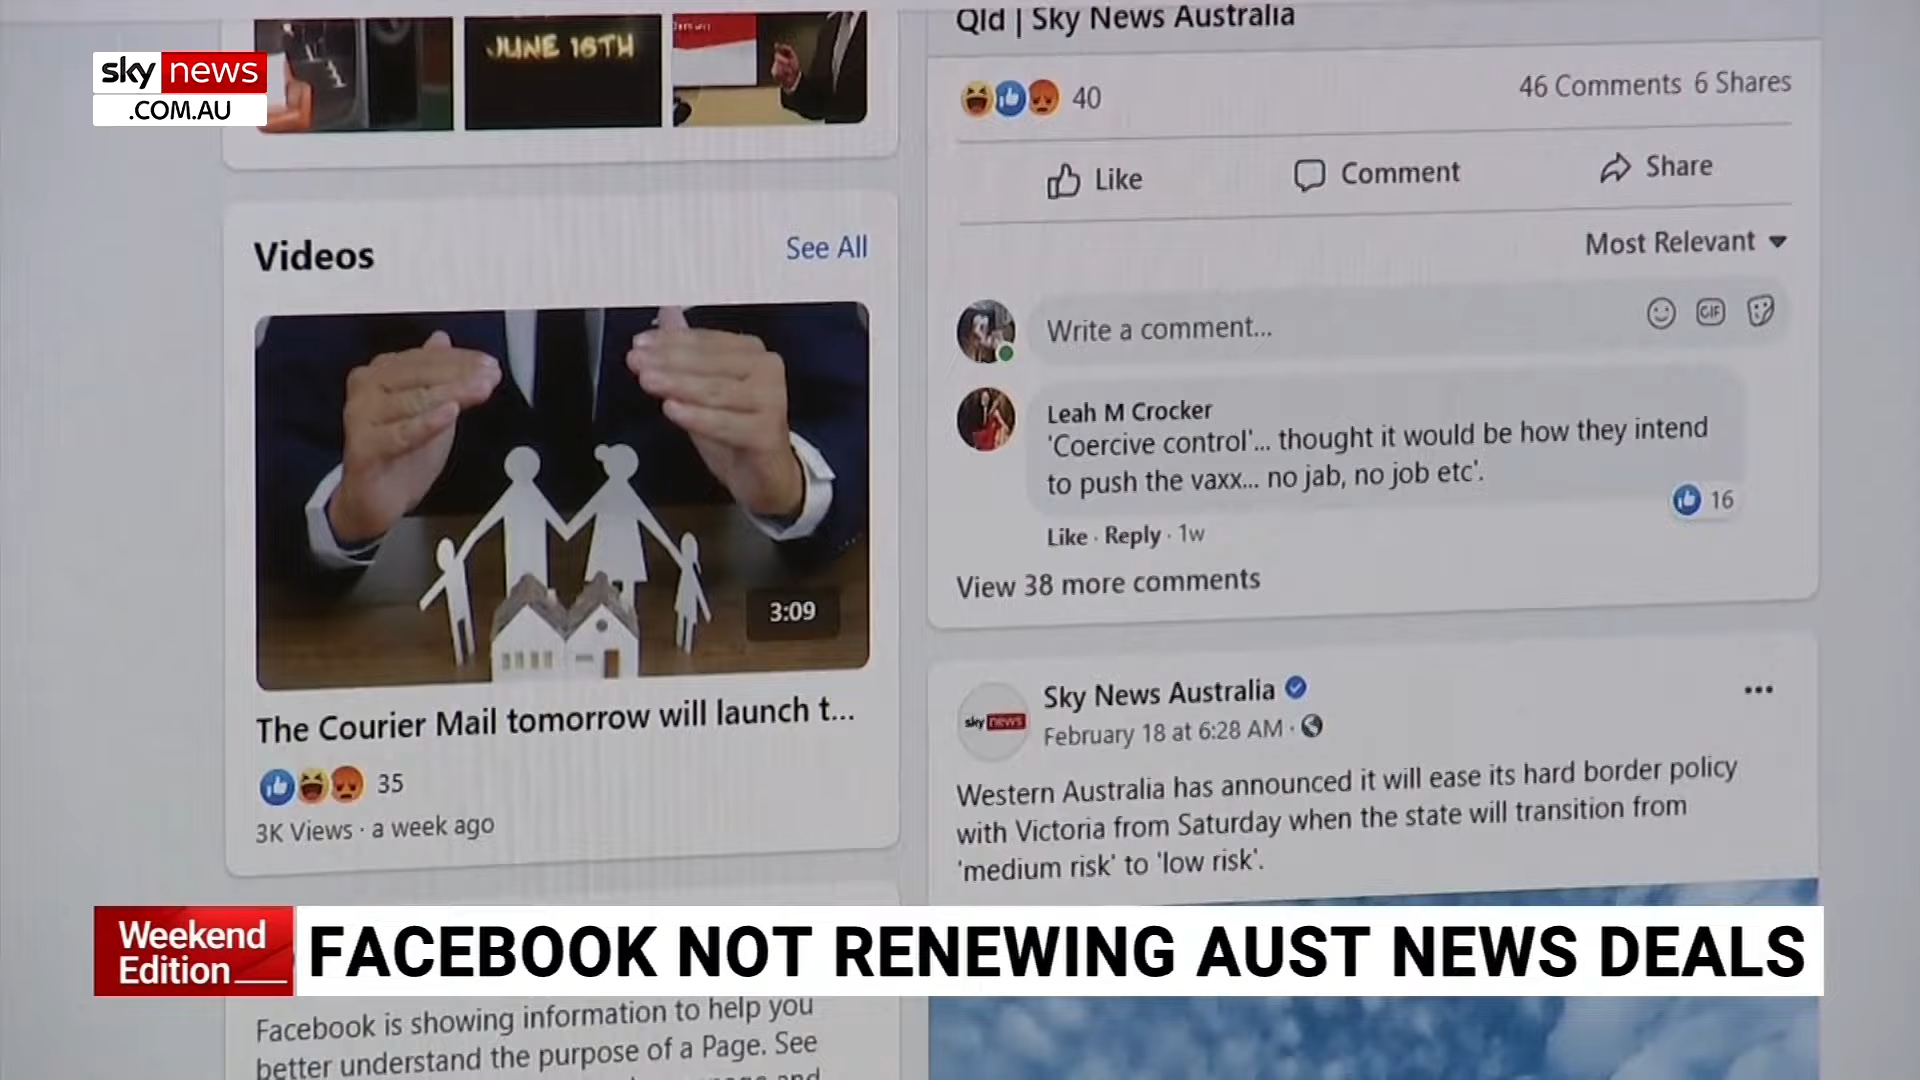 sky news
.COM.AU
JUNE 16TH
Videos
See All
3:09
The Courier Mail tomorrow will launch t...
35
3K Views · a week ago
Facebook is showing information to help you
better understand the purpose of a Page. See
and
Qld | Sky News Australia
40
46 Comments 6 Shares
Like
Comment
Share
Most Relevant
Write a comment...
GIF
Leah M Crocker
'Coercive control'... thought it would be how they intend
to push the vaxx... no jab, no job etc'.
16
Like · Reply · 1w
View 38 more comments
sky news
Sky News Australia
February 18 at 6:28 AM ·
Western Australia has announced it will ease its hard border policy
with Victoria from Saturday when the state will transition from
'medium risk' to 'low risk'.
Weekend
Edition
FACEBOOK NOT RENEWING AUST NEWS DEALS